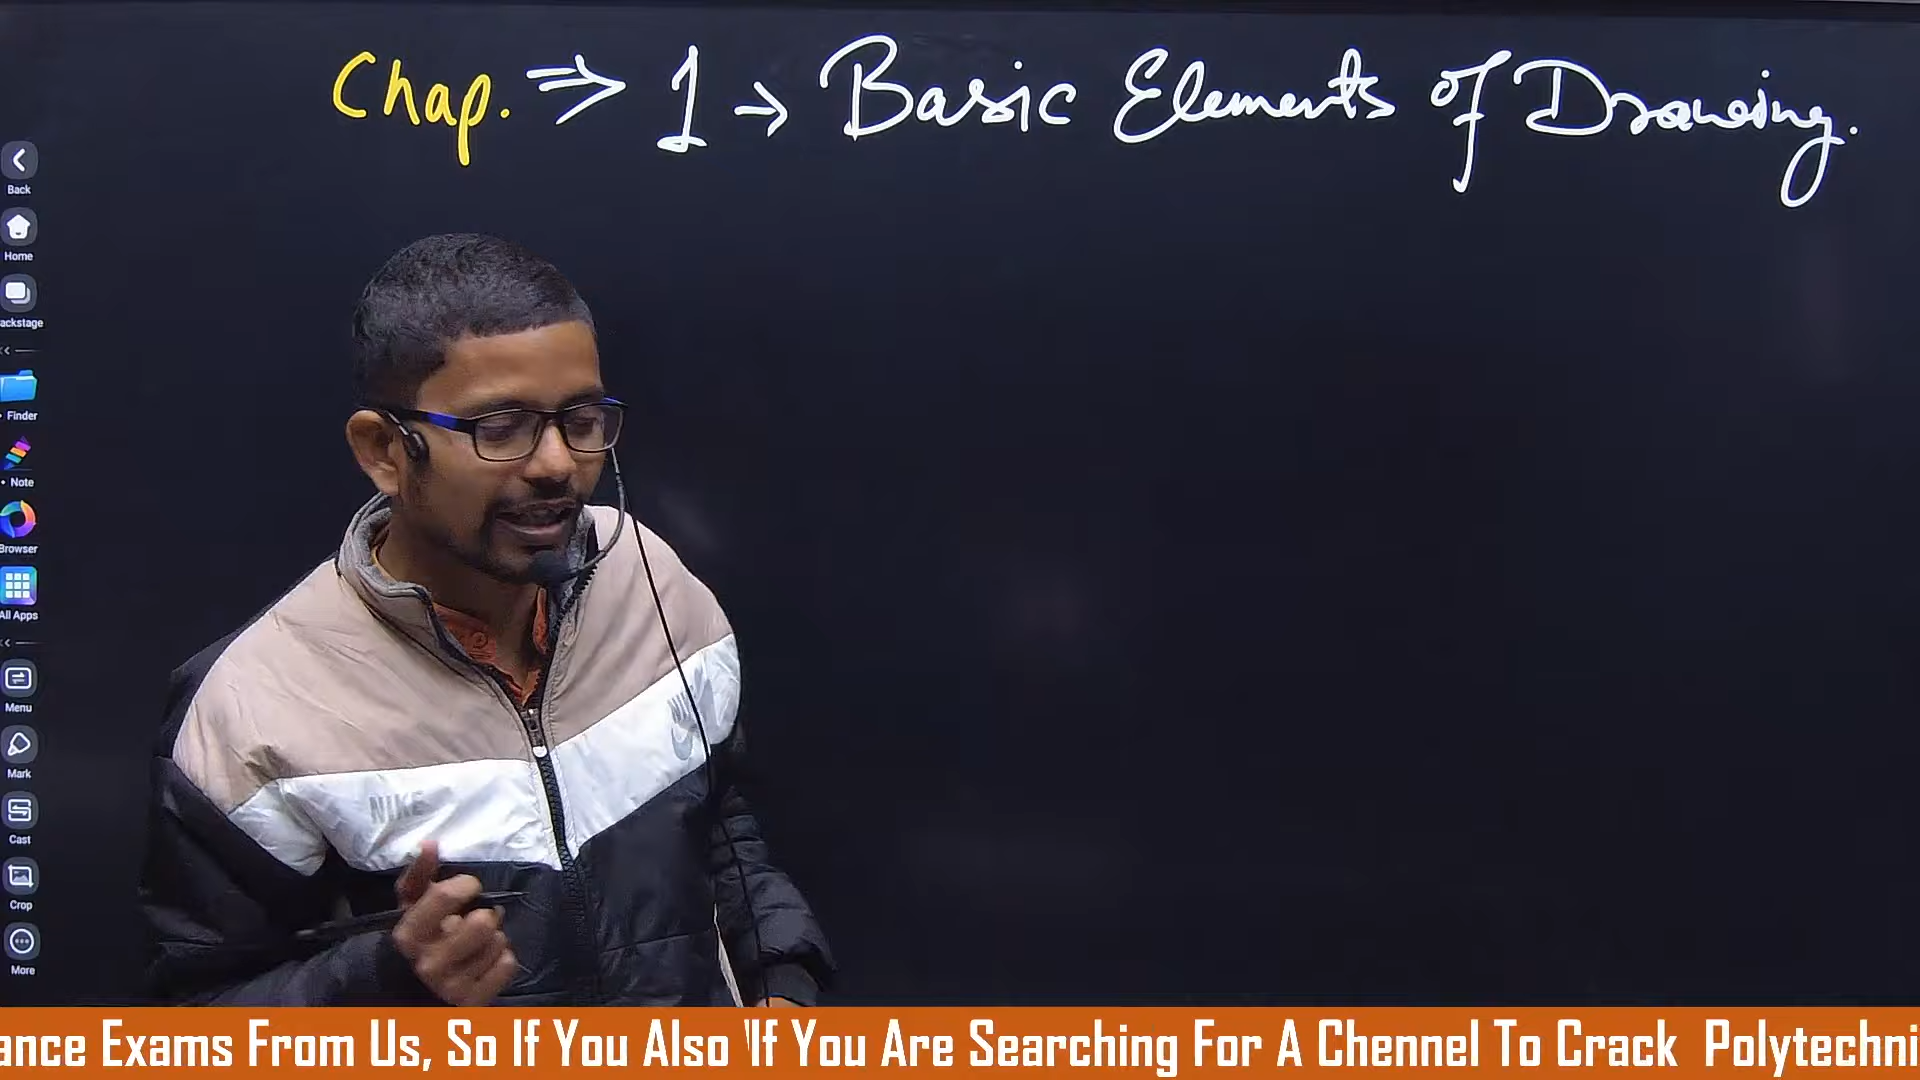 Chap. ⇒ 1 → Basic Elements of Drawing.
Back
Home
ackstage
Finder
Note
Browser
All Apps
Menu
Mark
Cast
Crop
More
NIKE
ance Exams From Us, So If You Also If You Are Searching For A Chennel To Crack Polytechni